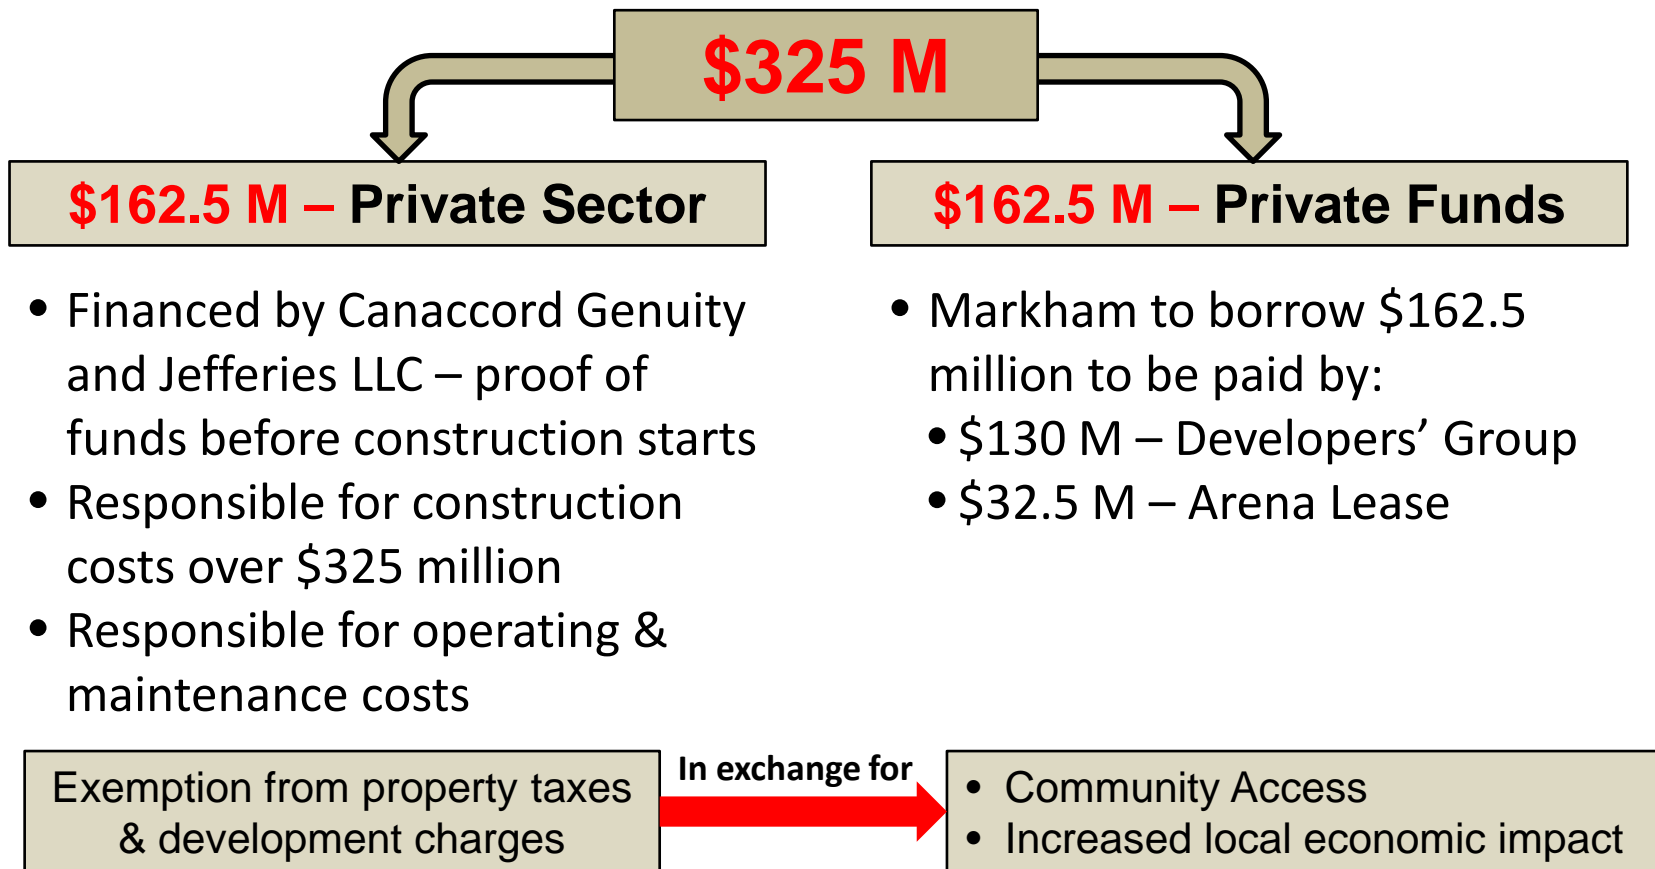 $325 M
$162.5 M – Private Sector
• Financed by Canaccord Genuity
and Jefferies LLC – proof of
funds before construction starts
• Responsible for construction
costs over $325 million
• Responsible for operating &
maintenance costs
$162.5 M – Private Funds
• Markham to borrow $162.5
million to be paid by:
• $130 M – Developers’ Group
• $32.5 M – Arena Lease
Exemption from property taxes
& development charges
In exchange for
• Community Access
• Increased local economic impact